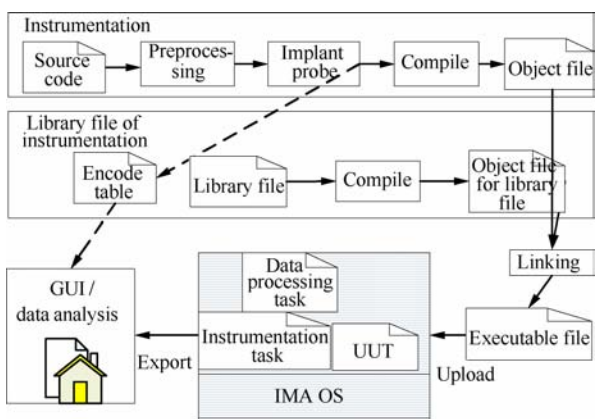 Instrumentation
Source
code
Preproces-
sing
Implant
probe
Compile
Object file
Library file of
instrumentation
Encode
table
Library file
Compile
Object file
for library
file
Linking
GUI /
data analysis
Data
processing
task
Instrumentation
task
UUT
IMA OS
Export
Upload
Executable file